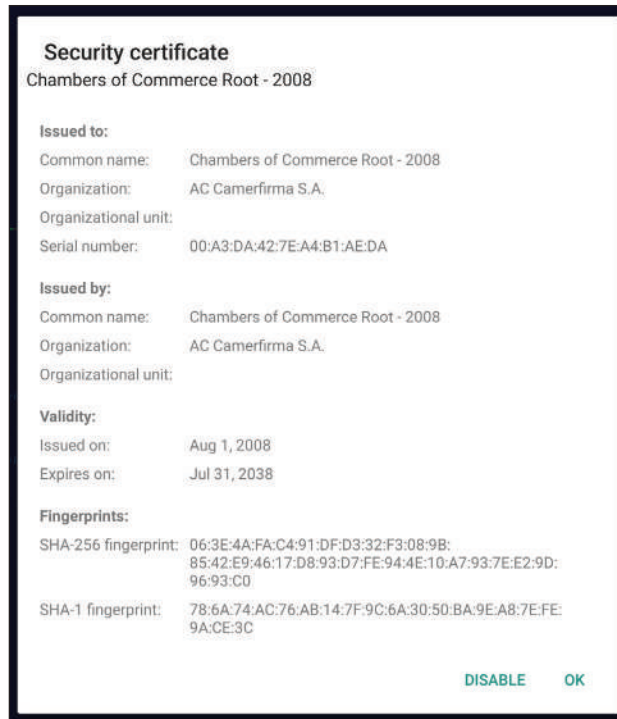 Security certificate
Chambers of Commerce Root - 2008
Issued to:
Common name: Chambers of Commerce Root - 2008
Organization: AC Camerfirma S.A.
Organizational unit:
Serial number: 00:A3:DA:42:7E:A4:B1:AE:DA
Issued by:
Common name: Chambers of Commerce Root - 2008
Organization: AC Camerfirma S.A.
Organizational unit:
Validity:
Issued on: Aug 1, 2008
Expires on: Jul 31, 2038
Fingerprints:
SHA-256 fingerprint: 06:3E:4A:FA:C4:91:DF:D3:32:F3:08:9B:
85:42:E9:46:17:D8:93:D7:FE:94:4E:10:A7:93:7E:E2:9D:
96:93:C0
SHA-1 fingerprint: 78:6A:74:AC:76:AB:14:7F:9C:6A:30:50:BA:9E:A8:7E:FE:
9A:CE:3C
DISABLE OK